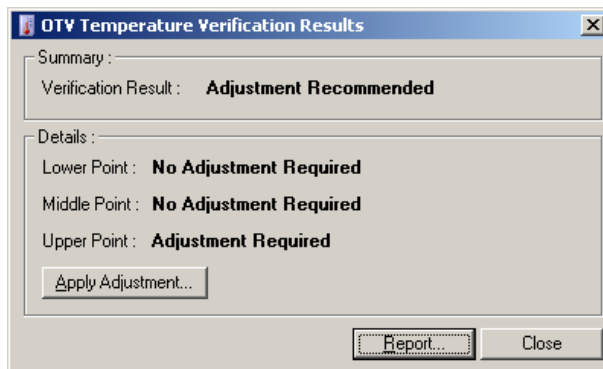 OTV Temperature Verification Results
Summary :
Verification Result : Adjustment Recommended
Details :
Lower Point : No Adjustment Required
Middle Point : No Adjustment Required
Upper Point : Adjustment Required
Apply Adjustment...
Report... Close